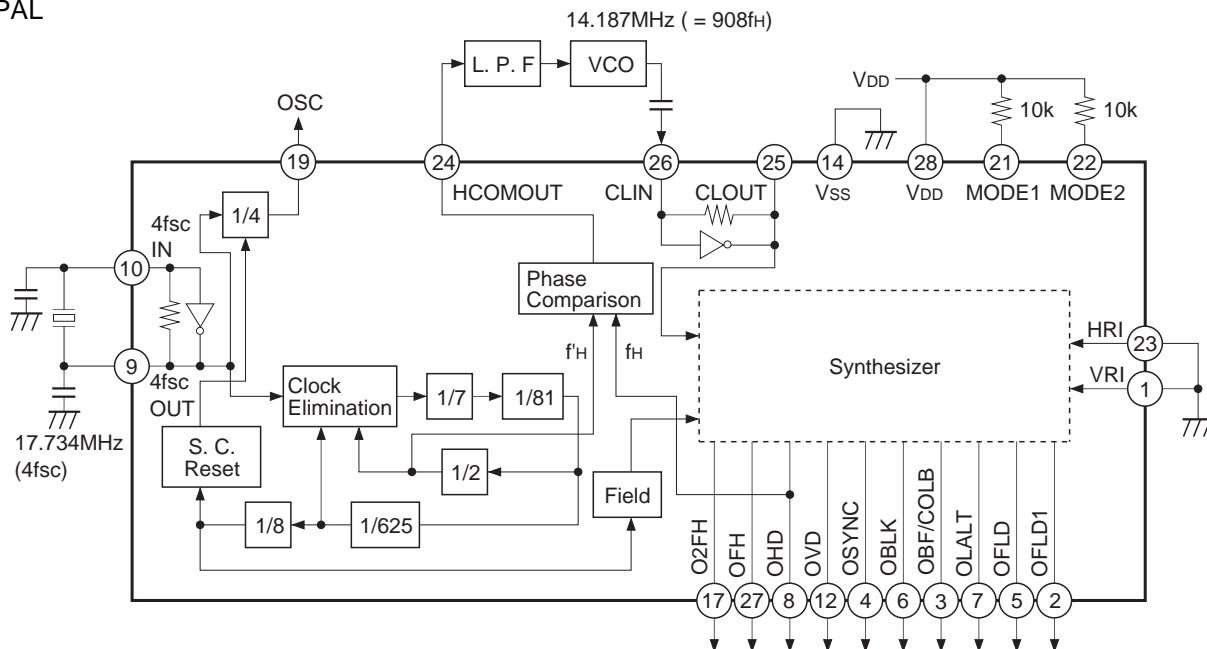 PAL
14.187MHz ( = 908fH)
L. P. F
VCO
VDD
10k
10k
OSC
19
24
26
25
14
28
21
22
HCOMOUT
CLIN
CLOUT
VSS
VDD
MODE1
MODE2
1/4
4fsc
IN
10
Phase
Comparison
HRI
23
Synthesizer
f'H
fH
VRI
1
9
4fsc
OUT
Clock
Elimination
1/7
1/81
17.734MHz
(4fsc)
S. C.
Reset
1/2
Field
1/8
1/625
O2FH
OFH
OHD
OVD
OSYNC
OBLK
OBF/COLB
OLALT
OFLD
OFLD1
17
27
8
12
4
6
3
7
5
2